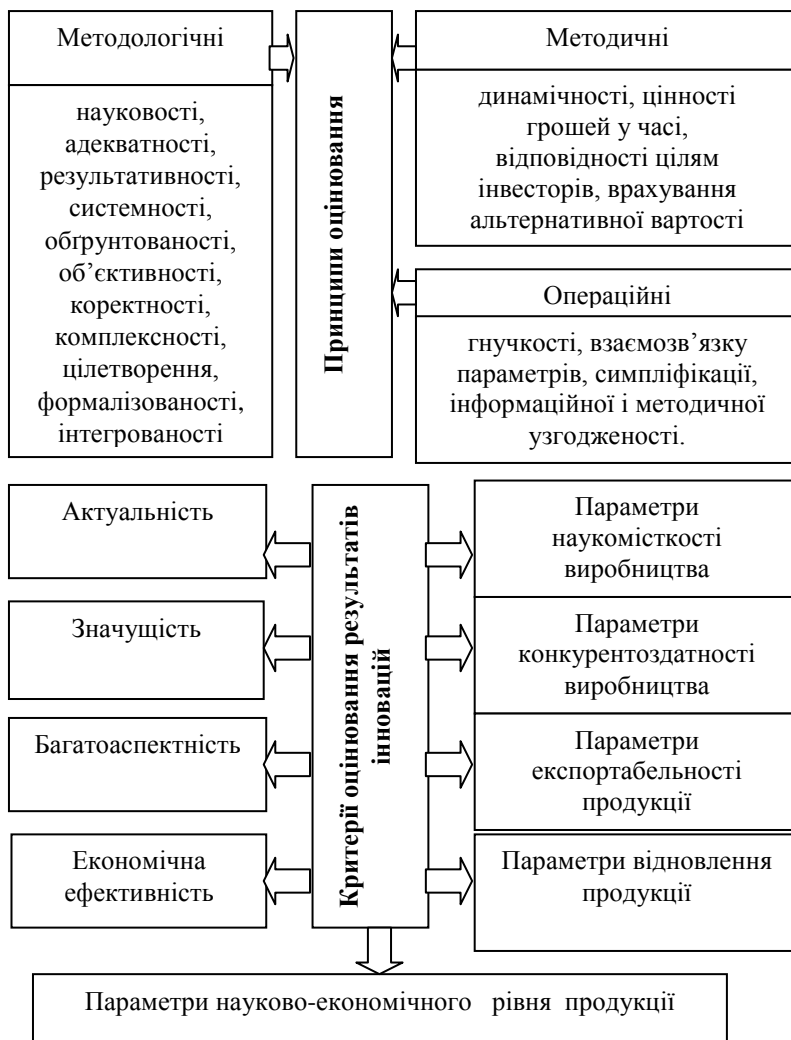 Методологічні
науковості,
адекватності,
результативності,
системності,
обґрунтованості,
об’єктивності,
коректності,
комплексності,
цілетворення,
формалізованості,
інтегрованості
Принципи оцінювання
Методичні
динамічності, цінності
грошей у часі,
відповідності цілям
інвесторів, врахування
альтернативної вартості
Операційні
гнучкості, взаємозв’язку
параметрів, симпліфікації,
інформаційної і методичної
узгодженості.
Актуальність
Значущість
Багатоаспектність
Економічна
ефективність
Критерії оцінювання результатів
інновацій
Параметри
наукомісткості
виробництва
Параметри
конкурентоздатності
виробництва
Параметри
експортабельності
продукції
Параметри відновлення
продукції
Параметри науково-економічного рівня продукції